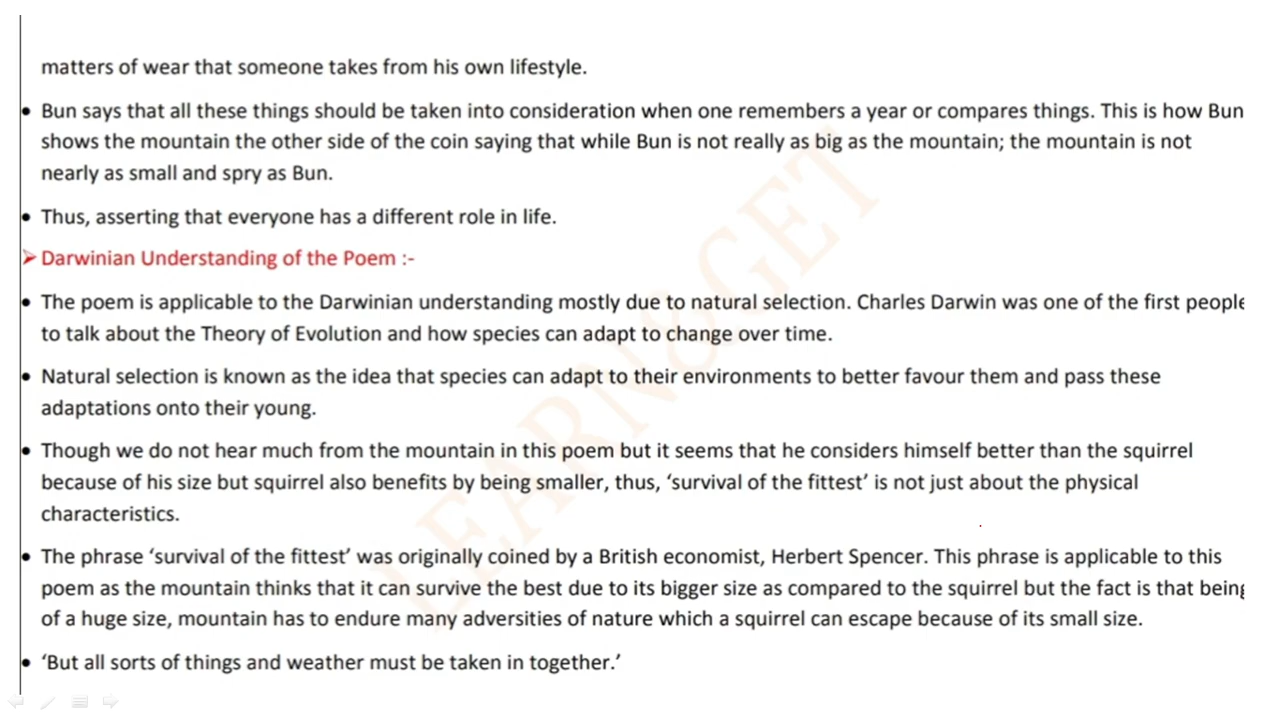 matters of wear that someone takes from his own lifestyle.
• Bun says that all these things should be taken into consideration when one remembers a year or compares things. This is how Bun
shows the mountain the other side of the coin saying that while Bun is not really as big as the mountain; the mountain is not
nearly as small and spry as Bun.
• Thus, asserting that everyone has a different role in life.
➢ Darwinian Understanding of the Poem :-
• The poem is applicable to the Darwinian understanding mostly due to natural selection. Charles Darwin was one of the first people
to talk about the Theory of Evolution and how species can adapt to change over time.
• Natural selection is known as the idea that species can adapt to their environments to better favour them and pass these
adaptations onto their young.
• Though we do not hear much from the mountain in this poem but it seems that he considers himself better than the squirrel
because of his size but squirrel also benefits by being smaller, thus, ‘survival of the fittest’ is not just about the physical
characteristics.
• The phrase ‘survival of the fittest’ was originally coined by a British economist, Herbert Spencer. This phrase is applicable to this
poem as the mountain thinks that it can survive the best due to its bigger size as compared to the squirrel but the fact is that being
of a huge size, mountain has to endure many adversities of nature which a squirrel can escape because of its small size.
• ‘But all sorts of things and weather must be taken in together.’
LEARN&GET